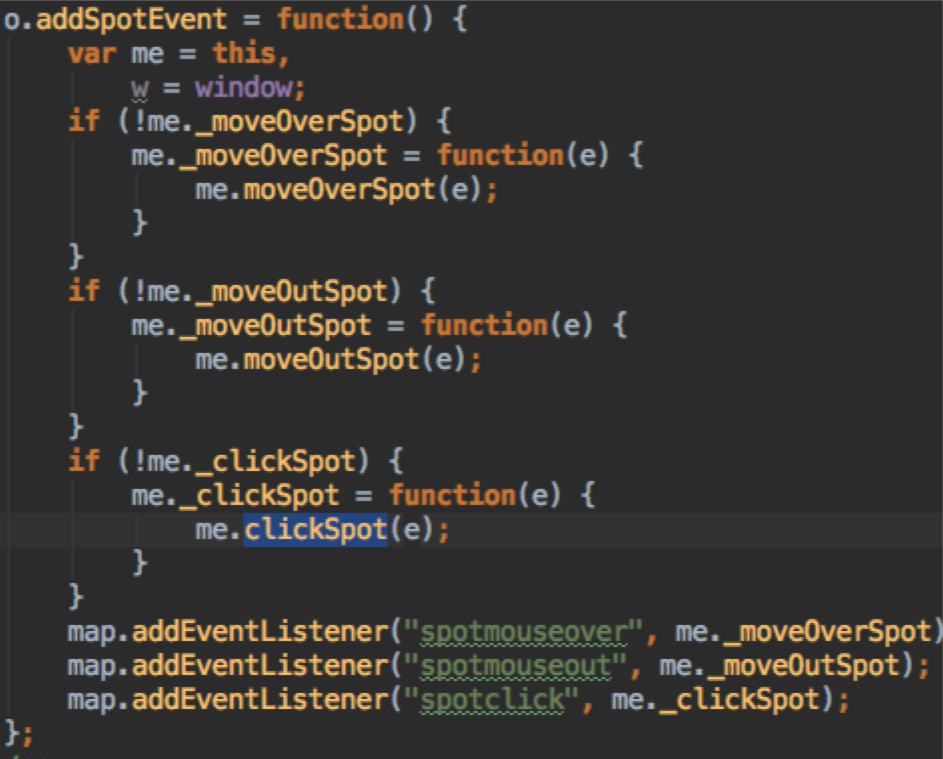 o.addSpotEvent = function() {
    var me = this,
        w = window;
    if (!me._moveOverSpot) {
        me._moveOverSpot = function(e) {
            me.moveOverSpot(e);
        }
    }
    if (!me._moveOutSpot) {
        me._moveOutSpot = function(e) {
            me.moveOutSpot(e);
        }
    }
    if (!me._clickSpot) {
        me._clickSpot = function(e) {
            me.clickSpot(e);
        }
    }
    map.addEventListener("spotmouseover", me._moveOverSpot)
    map.addEventListener("spotmouseout", me._moveOutSpot);
    map.addEventListener("spotclick", me._clickSpot);
};